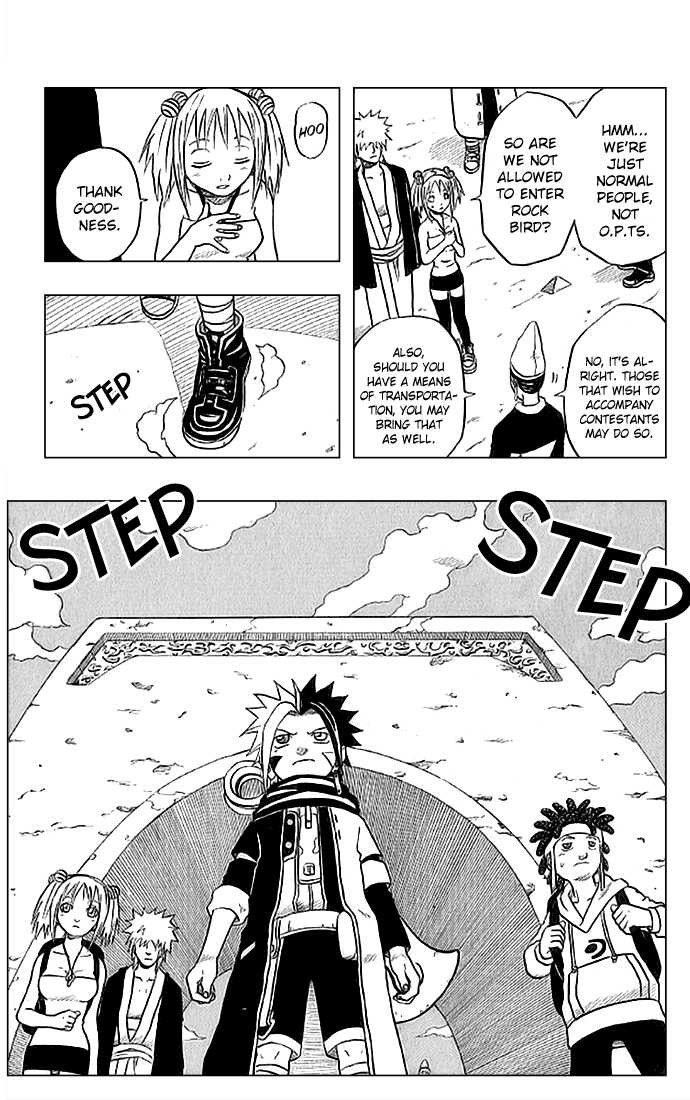 HMM...
WE'RE
JUST
NORMAL
PEOPLE,
NOT
O.P.TS.
SO ARE
WE NOT
ALLOWED
TO ENTER
ROCK
BIRD?
NO, IT'S AL-
RIGHT. THOSE
THAT WISH TO
ACCOMPANY
CONTESTANTS
MAY DO SO.
ALSO,
SHOULD YOU
HAVE A MEANS
OF TRANSPORTA-
TION, YOU MAY
BRING THAT
AS WELL.
HOO
THANK
GOOD-
NESS.
STEP
STEP
STEP